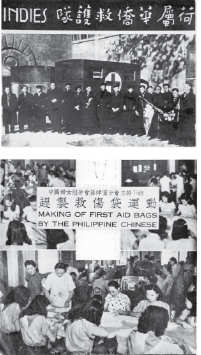 荷屬華僑救護隊 INDIES
趕製救傷袋運動
MAKING OF FIRST AID BAGS
BY THE PHILIPPINE CHINESE